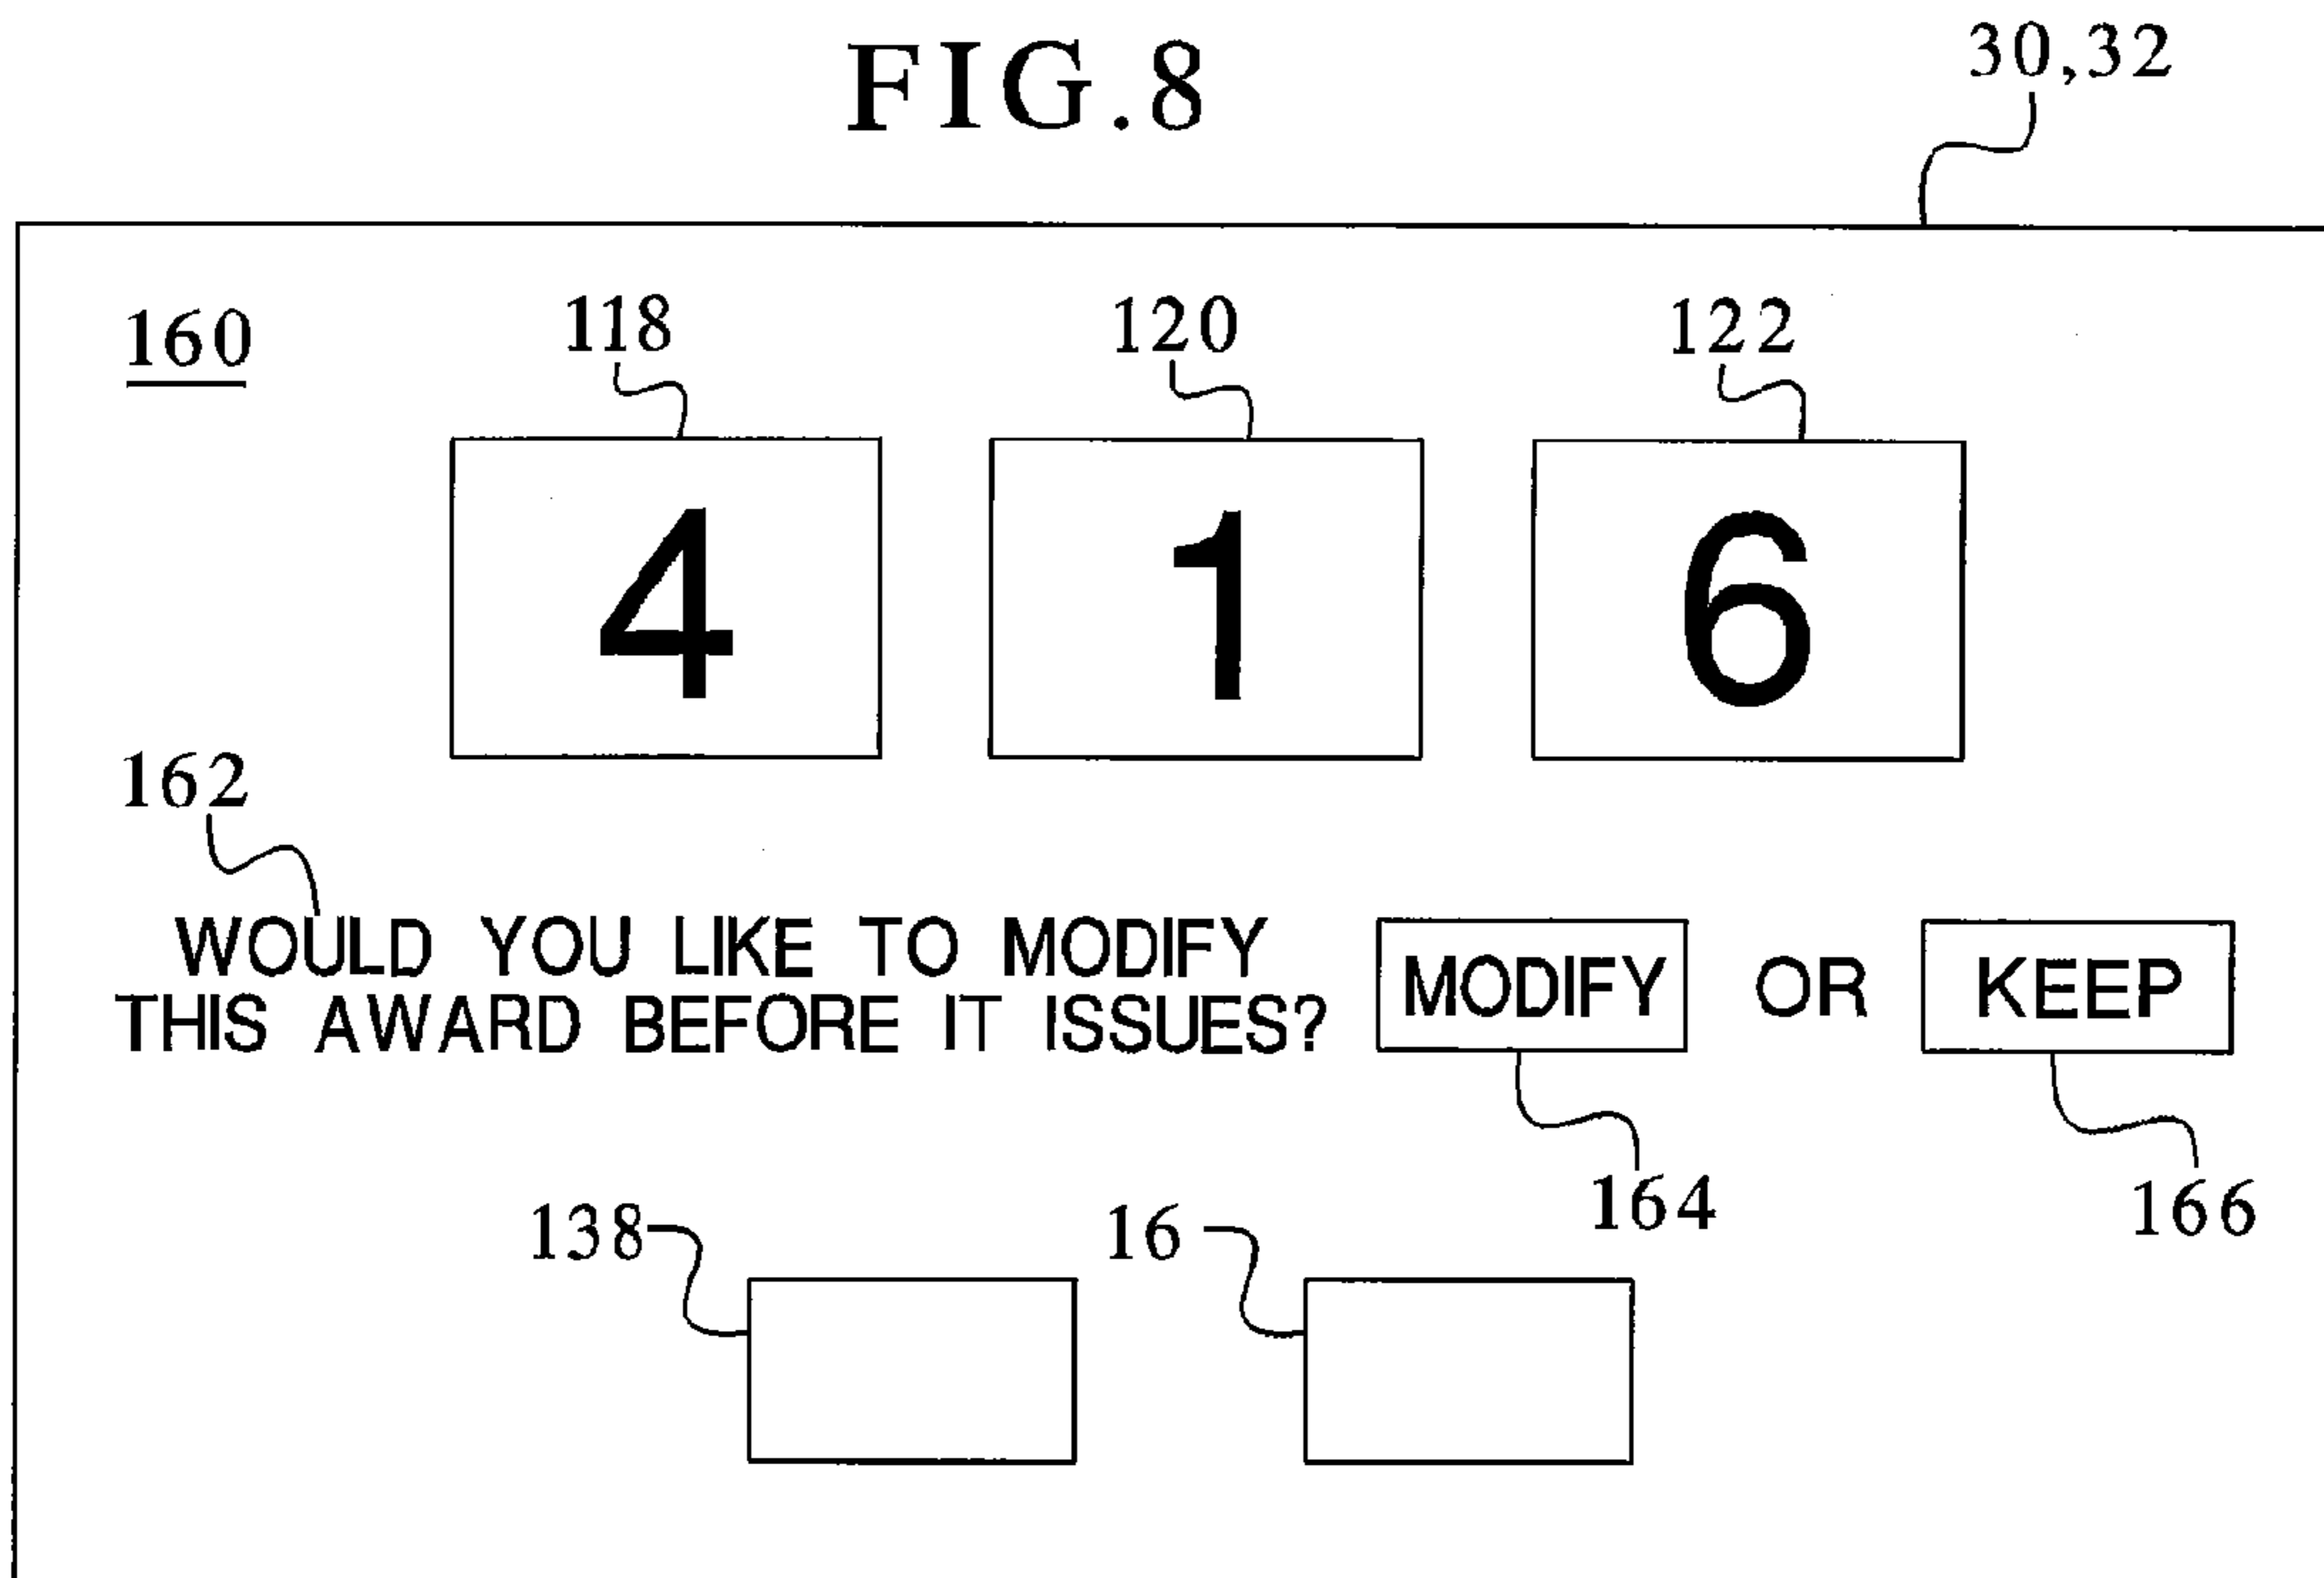 FIG.8
30,32
160
118 120 122
4 1 6
162
WOULD YOU LIKE TO MODIFY
THIS AWARD BEFORE IT ISSUES? MODIFY OR KEEP
164 166
138 16